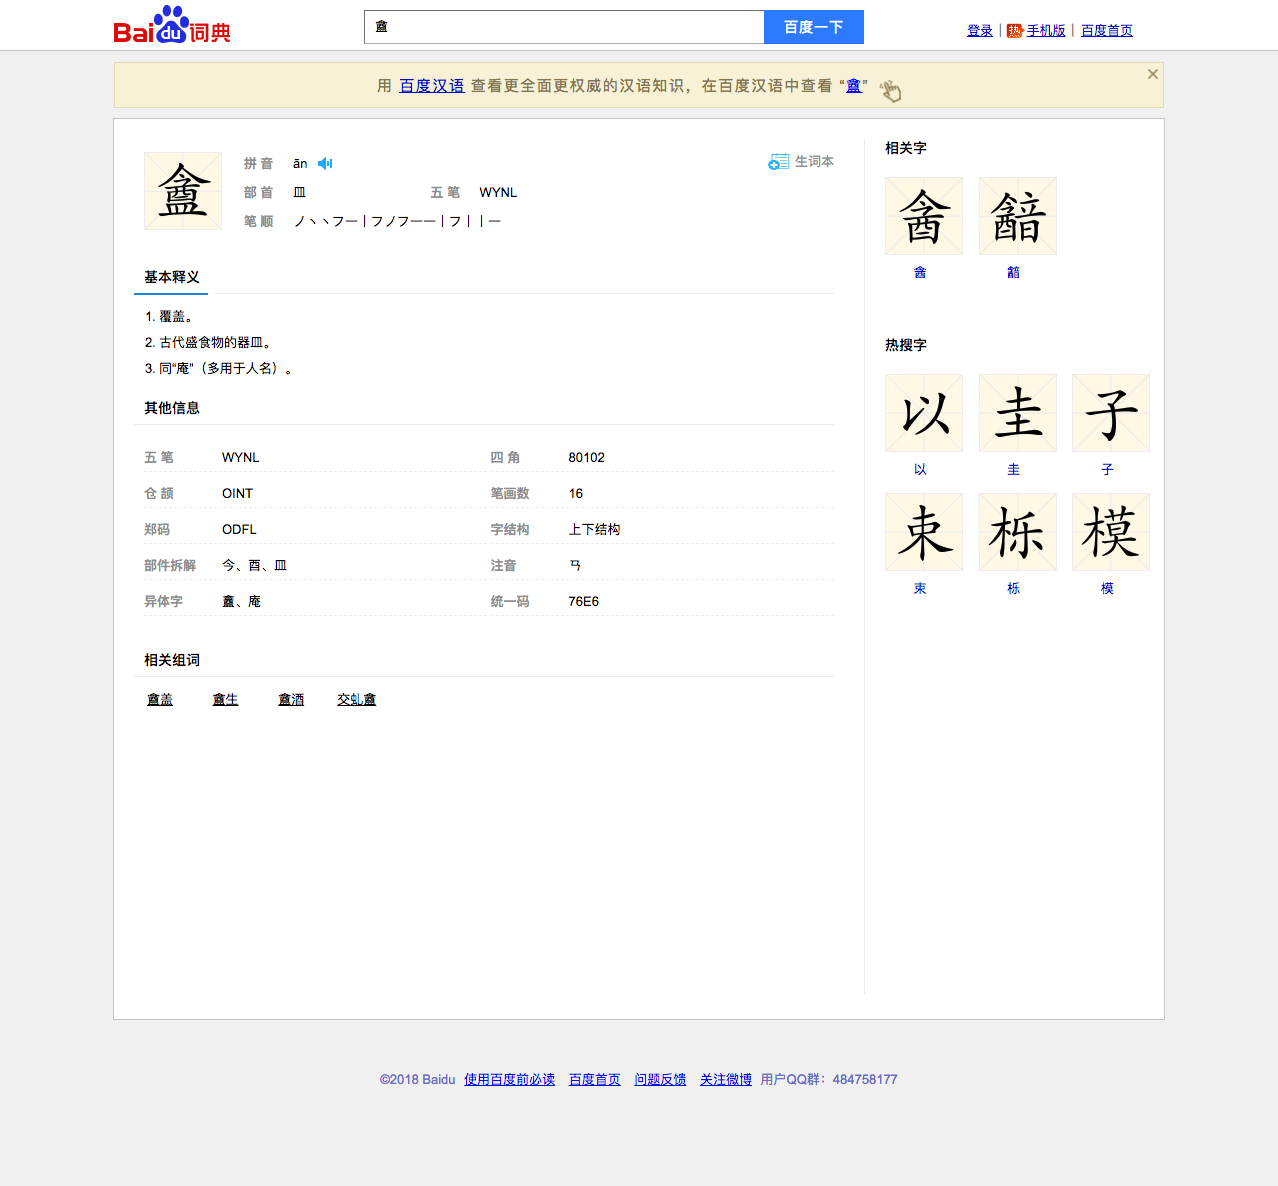 Baidu词典
盦
百度一下
登录 | 热 手机版 | 百度首页
用 百度汉语 查看更全面更权威的汉语知识，在百度汉语中查看 “盦”
盦
拼 音 ān
生词本
部 首 皿 五 笔 WYNL
笔 顺 ノ丶丶フ一丨フノフ一一丨フ丨丨一
基本释义
1. 覆盖。
2. 古代盛食物的器皿。
3. 同“庵”（多用于人名）。
其他信息
五 笔 WYNL 四 角 80102
仓 颉 OINT 笔画数 16
郑码 ODFL 字结构 上下结构
部件拆解 今、酉、皿 注音 ㄢ
异体字 盫、庵 统一码 76E6
相关组词
盦盖 盦生 盦酒 交虬盦
相关字
酓 韽
酓 韽
热搜字
以 圭 子
以 圭 子
朿 栎 模
朿 栎 模
©2018 Baidu 使用百度前必读 百度首页 问题反馈 关注微博 用户QQ群：484758177